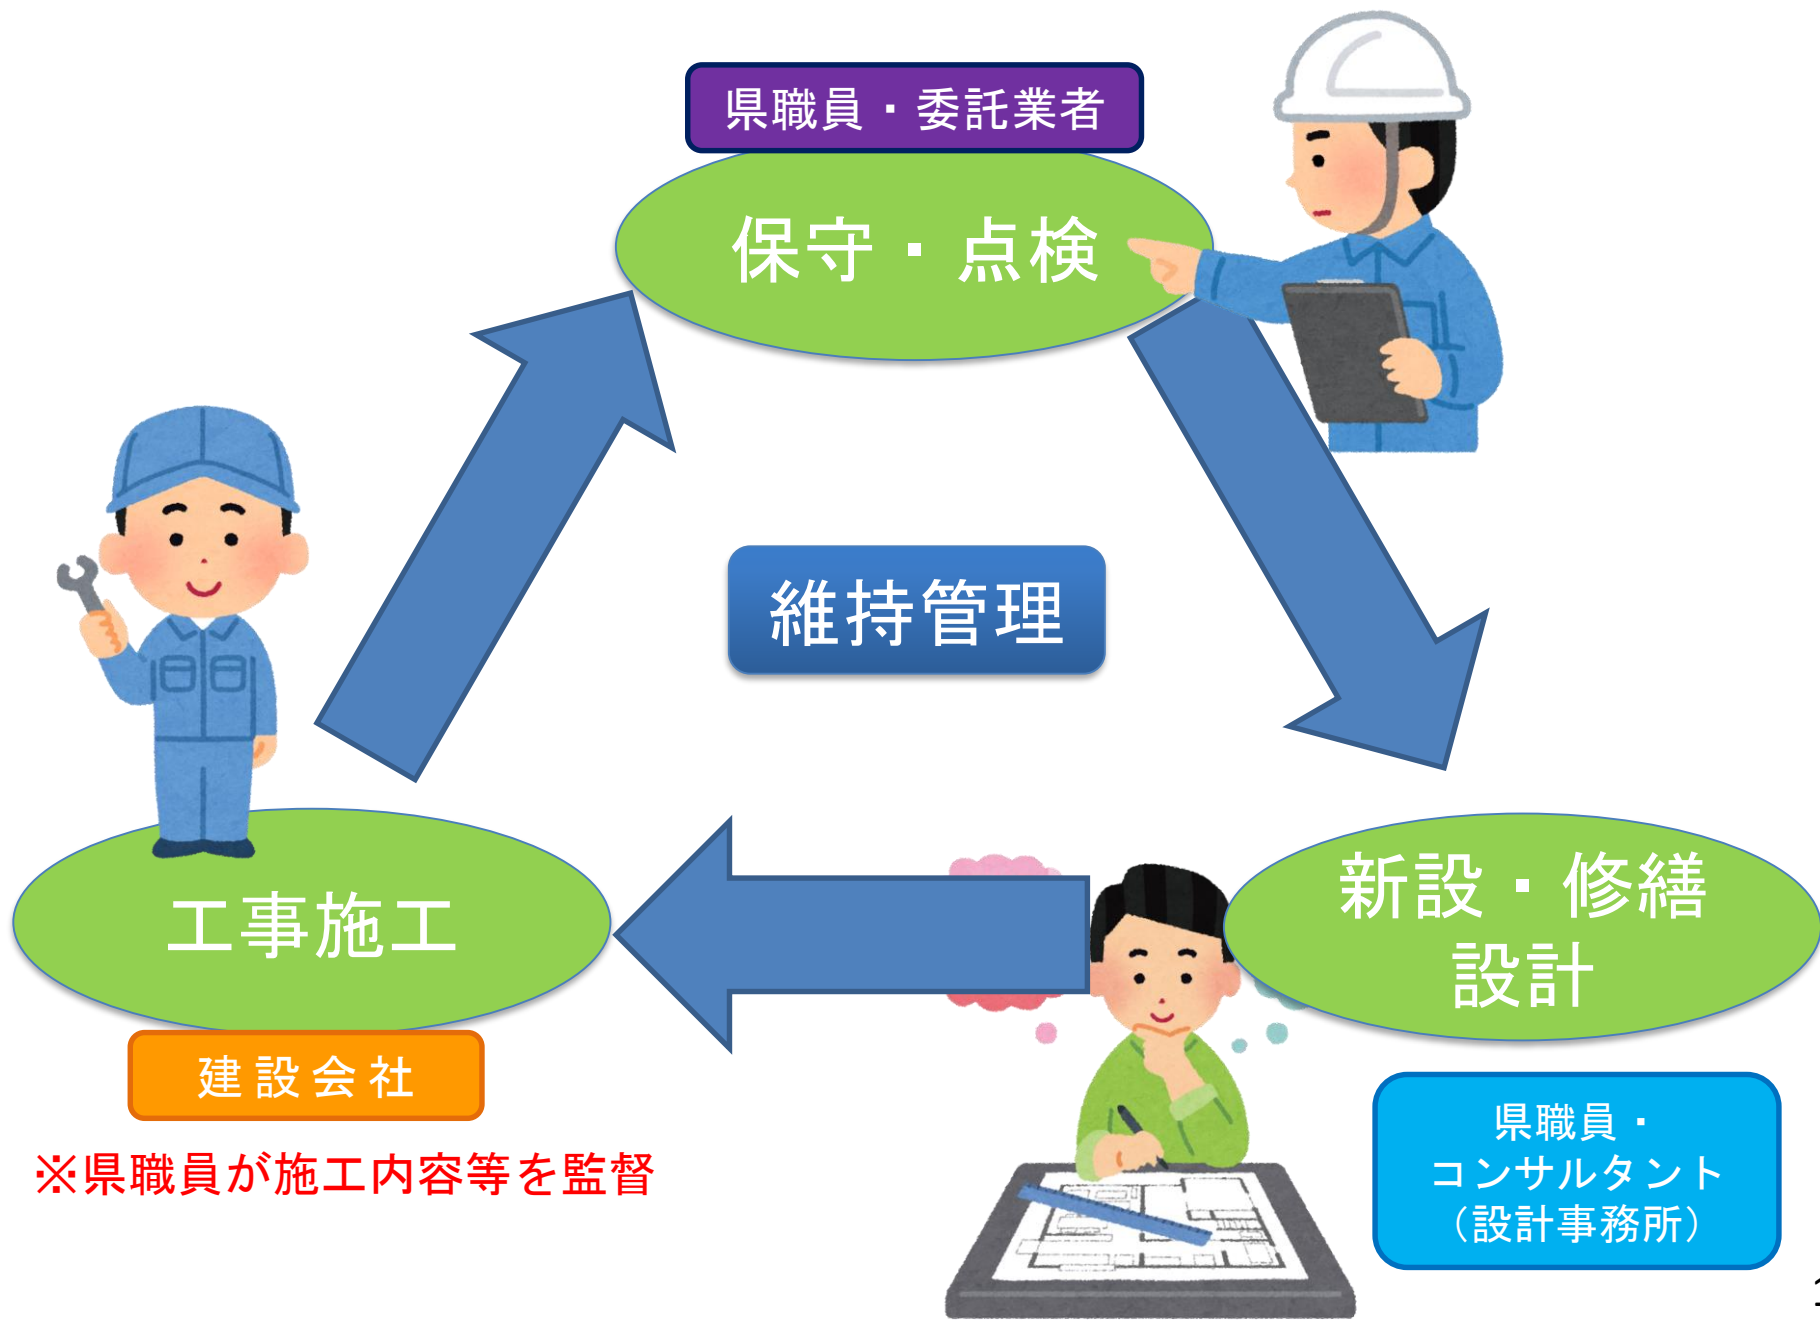 県職員・委託業者
保守・点検
維持管理
新設・修繕
設計
工事施工
建設会社
※県職員が施工内容等を監督
県職員・
コンサルタント
（設計事務所）